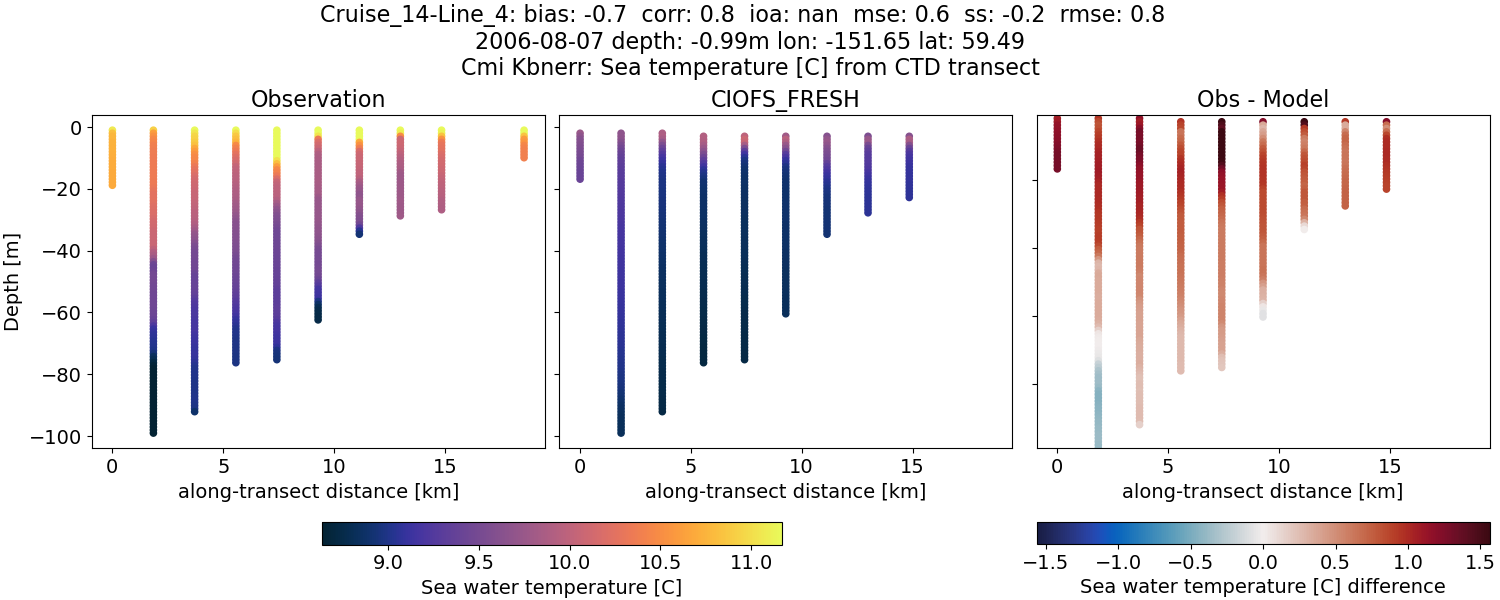 Cruise_14-Line_4: bias: -0.7  corr: 0.8  ioa: nan  mse: 0.6  ss: -0.2  rmse: 0.8
2006-08-07 depth: -0.99m lon: -151.65 lat: 59.49
Cmi Kbnerr: Sea temperature [C] from CTD transect
Observation
CIOFS_FRESH
Obs - Model
Depth [m]
0
−20
−40
−60
−80
−100
0 5 10 15
0 5 10 15
0 5 10 15
along-transect distance [km]
along-transect distance [km]
along-transect distance [km]
9.0 9.5 10.0 10.5 11.0
Sea water temperature [C]
−1.5 −1.0 −0.5 0.0 0.5 1.0 1.5
Sea water temperature [C] difference